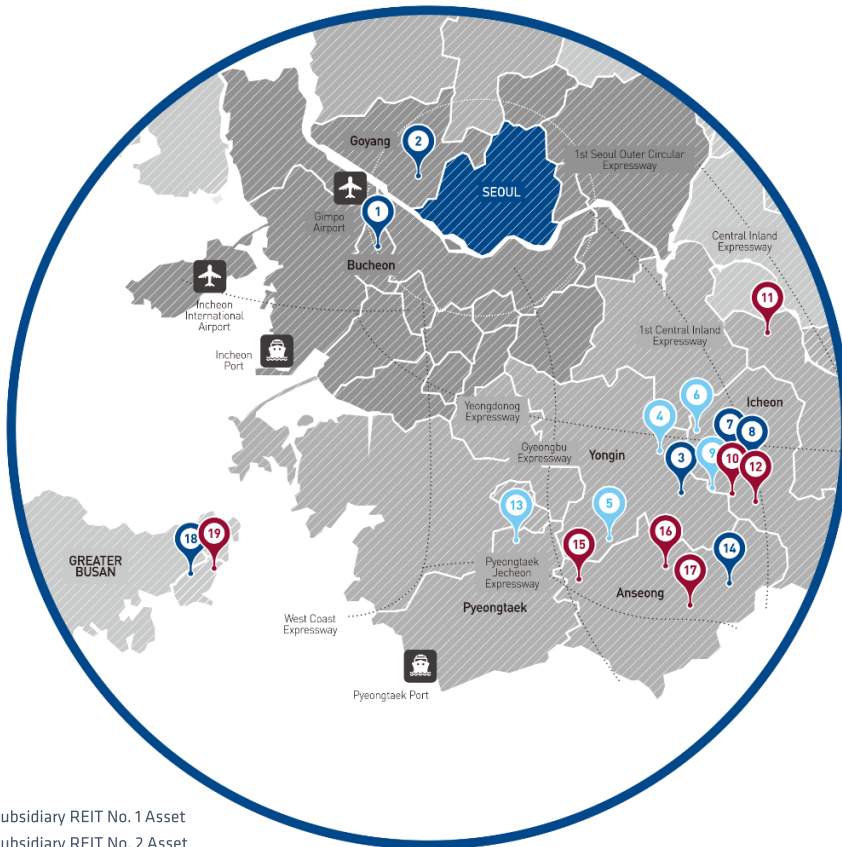 Goyang
2
1st Seoul Outer Circular
Expressway
SEOUL
Gimpo
Airport
1
Bucheon
Central Inland
Expressway
Incheon
International
Airport
11
1st Central Inland
Expressway
Incheon
Port
Yeongdonog
Expressway
4
6
Icheon
7
8
Gyeongbu
Expressway
Yongin
3
9
10
12
13
5
18
19
GREATER
BUSAN
15
16
14
Pyeongtaek
Jecheon
Expressway
17
Anseong
West Coast
Expressway
Pyeongtaek
Pyeongtaek Port
ubsidiary REIT No. 1 Asset
ubsidiary REIT No. 2 Asset